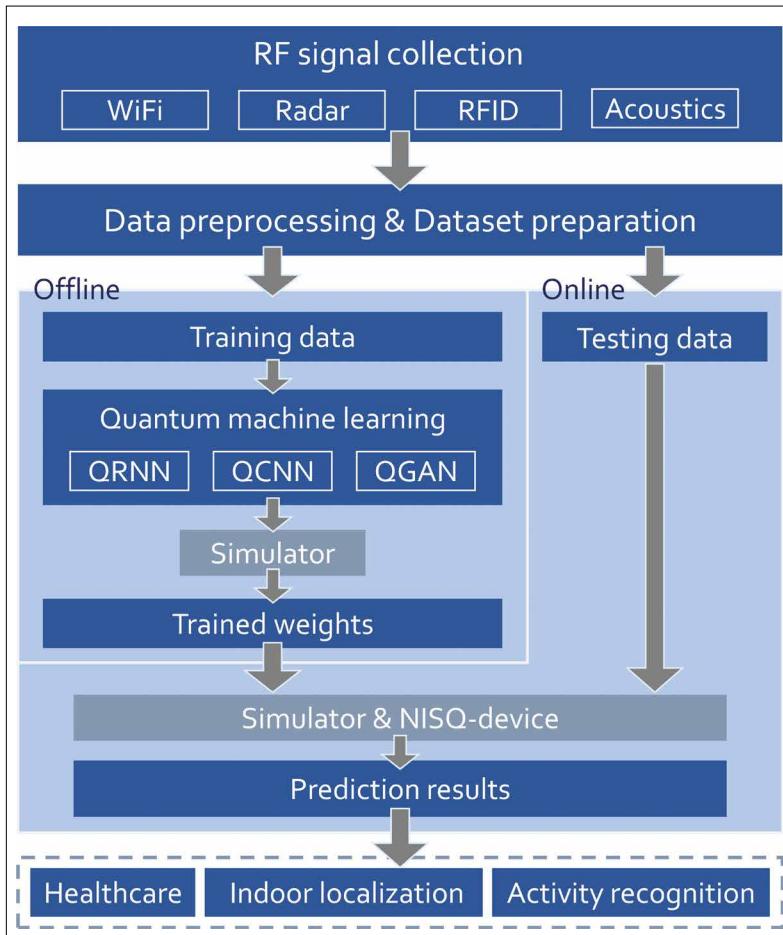 RF signal collection
WiFi Radar RFID Acoustics
Data preprocessing & Dataset preparation
Offline Online
Training data Testing data
Quantum machine learning
QRNN QCNN QGAN
Simulator
Trained weights
Simulator & NISQ-device
Prediction results
Healthcare Indoor localization Activity recognition